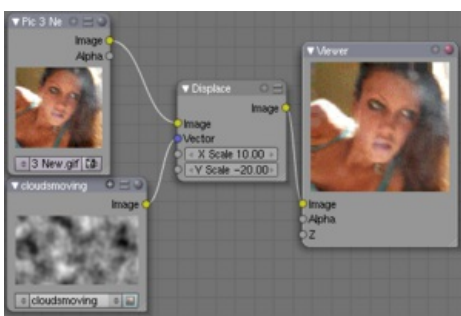 Pic 3 Ne
Image
Alpha
3 New.gif
cloudsmoving
Image
cloudsmoving
Displace
Image
Image
Vector
X Scale 10.00
Y Scale -20.00
Viewer
Image
Alpha
Z